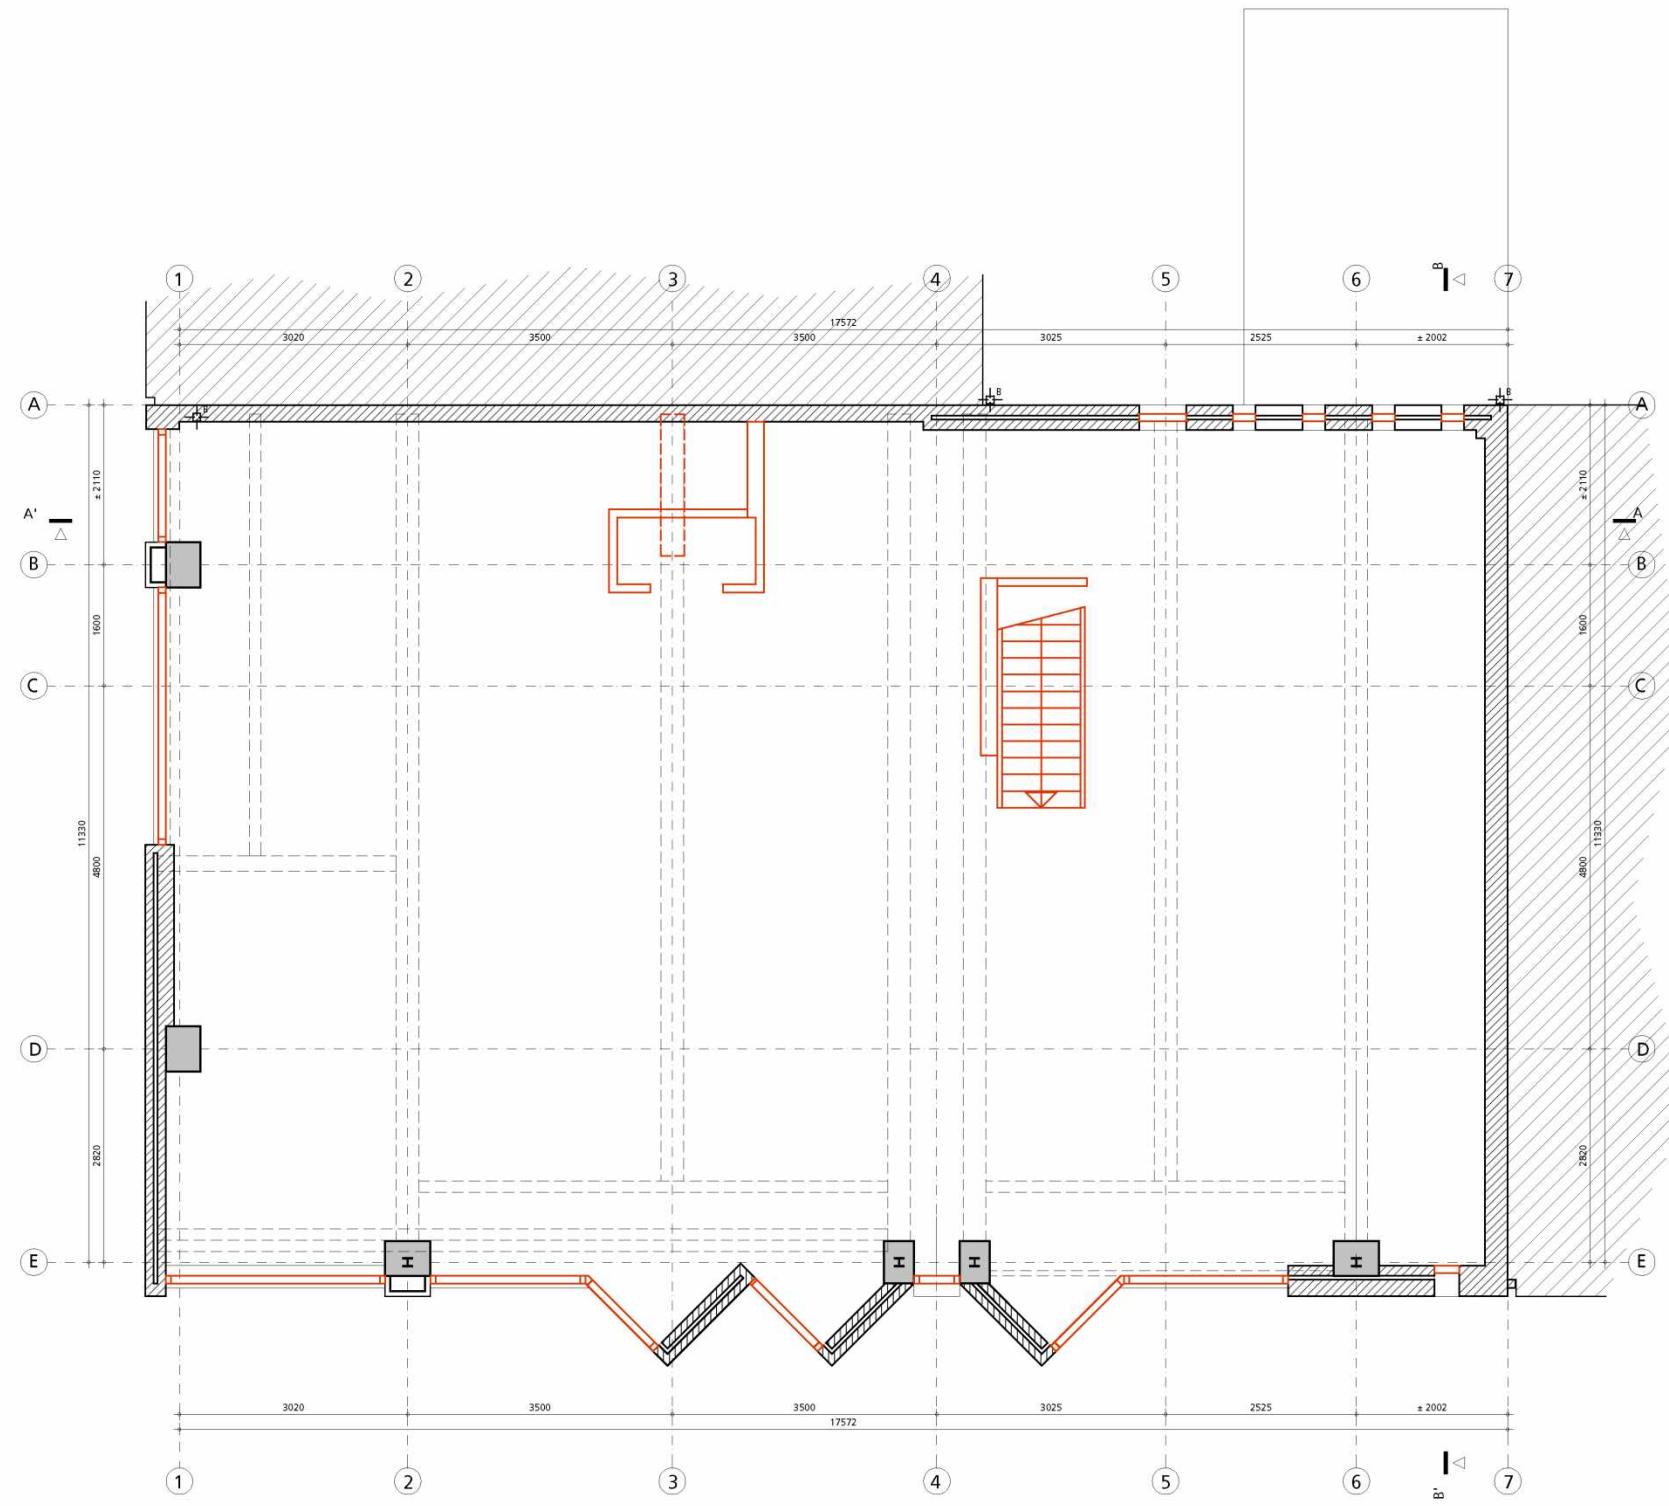 1 2 3 4 5 6 B 7
17572
3020 3500 3500 3025 2525 ± 2002
B B
A A
B
± 2110 ± 2110
A' A
B B
1600 1600
C C
11330 11330
4800 4800
D D
2820 2820
E H H H H E
3020 3500 3500 3025 2525 ± 2002
17572
1 2 3 4 5 6 B' 7